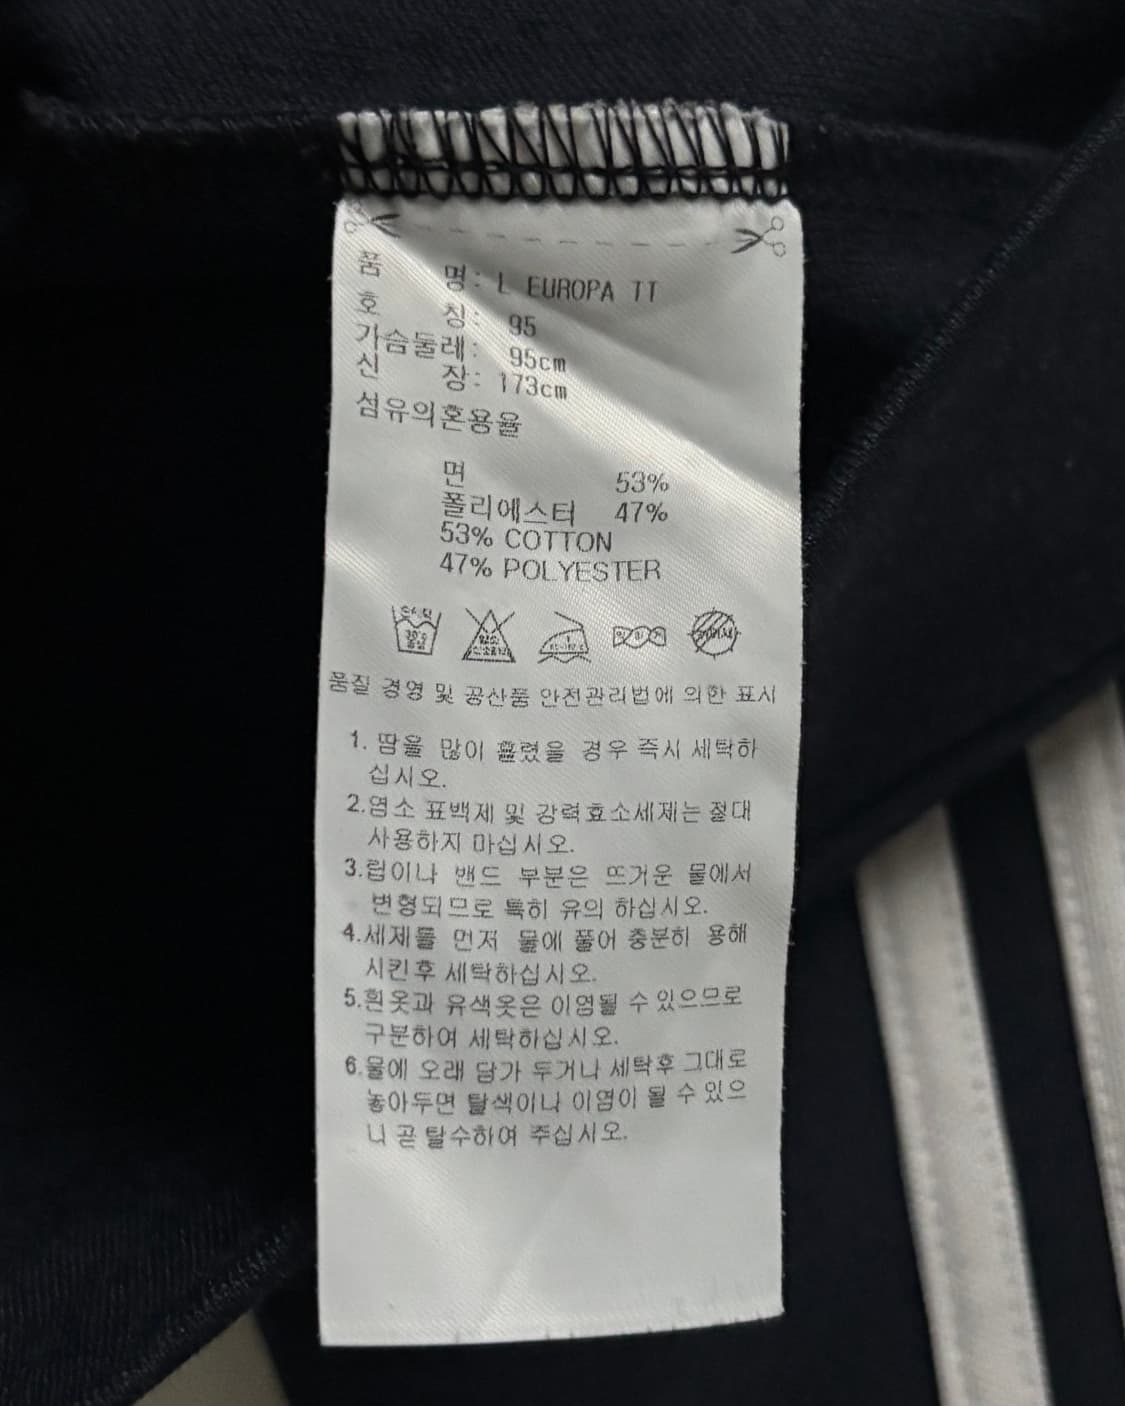 품 명: L EUROPA TT
호 칭: 95
가슴둘레: 95cm
신 장: 173cm
섬유의혼용율
면 53%
폴리에스터 47%
53% COTTON
47% POLYESTER
품질 경영 및 공산품 안전관리법에 의한 표시
1. 땀을 많이 흘렸을 경우 즉시 세탁하
십시오.
2.염소 표백제 및 강력효소세제는 절대
사용하지 마십시오.
3.립이나 밴드 부분은 뜨거운 물에서
변형되므로 특히 유의 하십시오.
4.세제를 먼저 물에 풀어 충분히 용해
시킨후 세탁하십시오.
5.흰옷과 유색옷은 이염될 수 있으므로
구분하여 세탁하십시오.
6.물에 오래 담가 두거나 세탁후 그대로
놓아두면 탈색이나 이염이 될 수 있으
니 곧 탈수하여 주십시오.